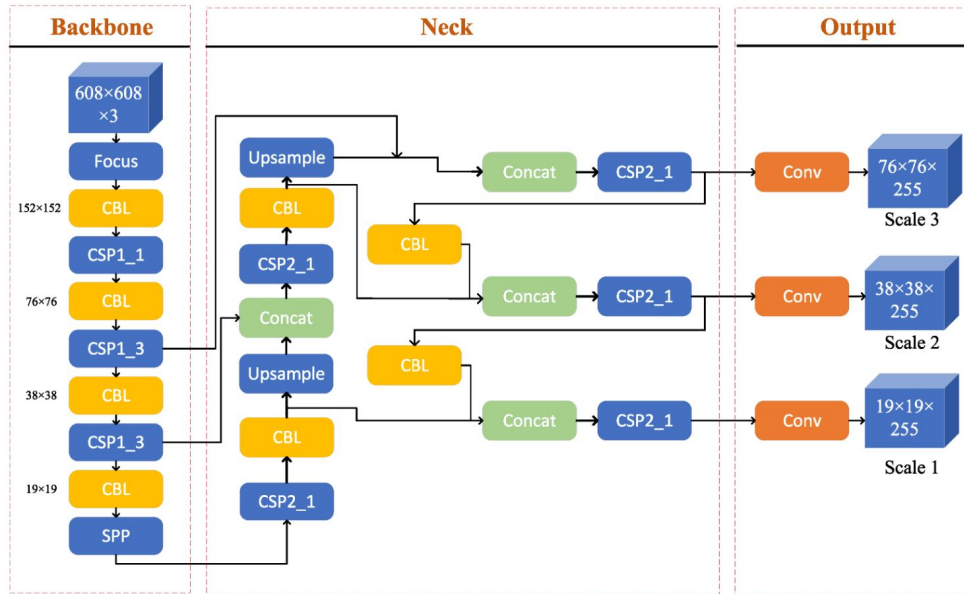 Backbone
Neck
Output
608×608
×3
Focus
152×152
CBL
CSP1_1
76×76
CBL
CSP1_3
38×38
CBL
CSP1_3
19×19
CBL
SPP
Upsample
CBL
CSP2_1
Concat
Upsample
CBL
CSP2_1
Concat
CSP2_1
CBL
Concat
CSP2_1
CBL
Concat
CSP2_1
Conv
76×76×
255
Scale 3
Conv
38×38×
255
Scale 2
Conv
19×19×
255
Scale 1